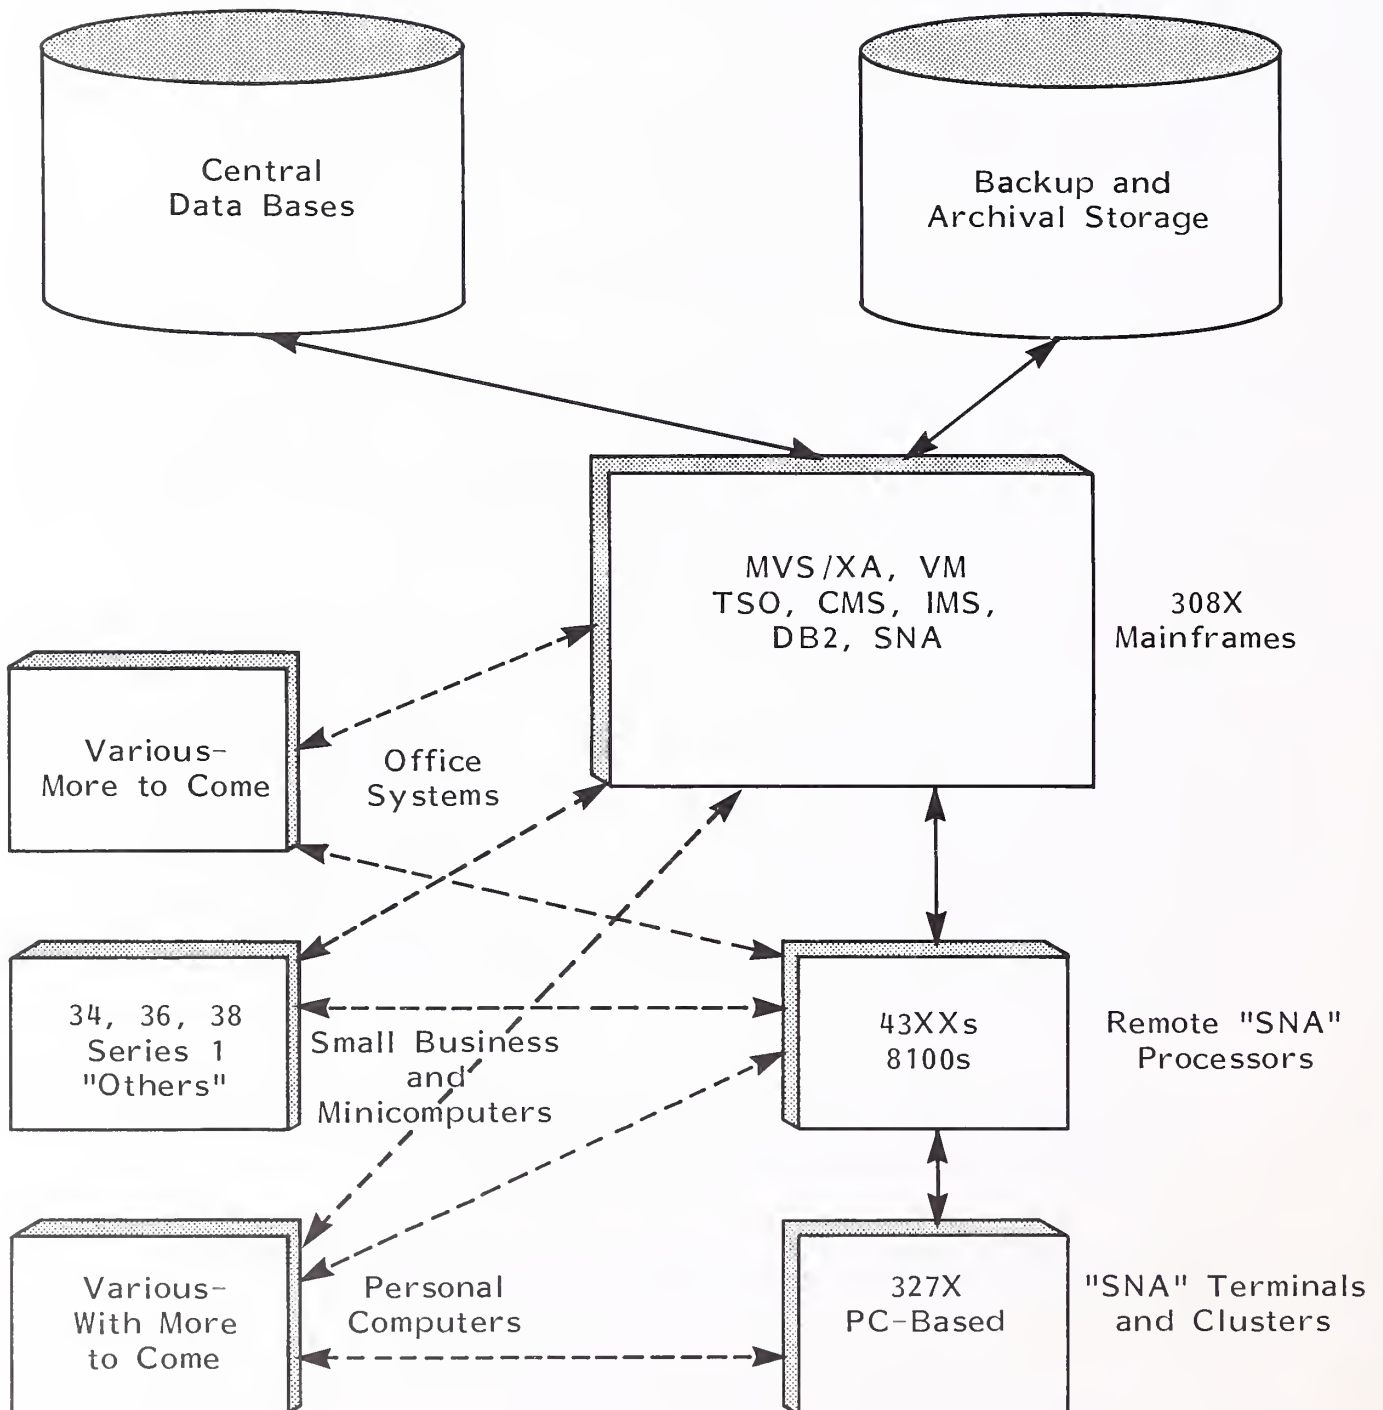 Central
Data Bases
Backup and
Archival Storage
MVS/XA, VM
TSO, CMS, IMS,
DB2, SNA
308X
Mainframes
Various-
More to Come
Office
Systems
34, 36, 38
Series 1
"Others"
Small Business
and
Minicomputers
43XXs
8100s
Remote "SNA"
Processors
Various-
With More
to Come
Personal
Computers
327X
PC-Based
"SNA" Terminals
and Clusters